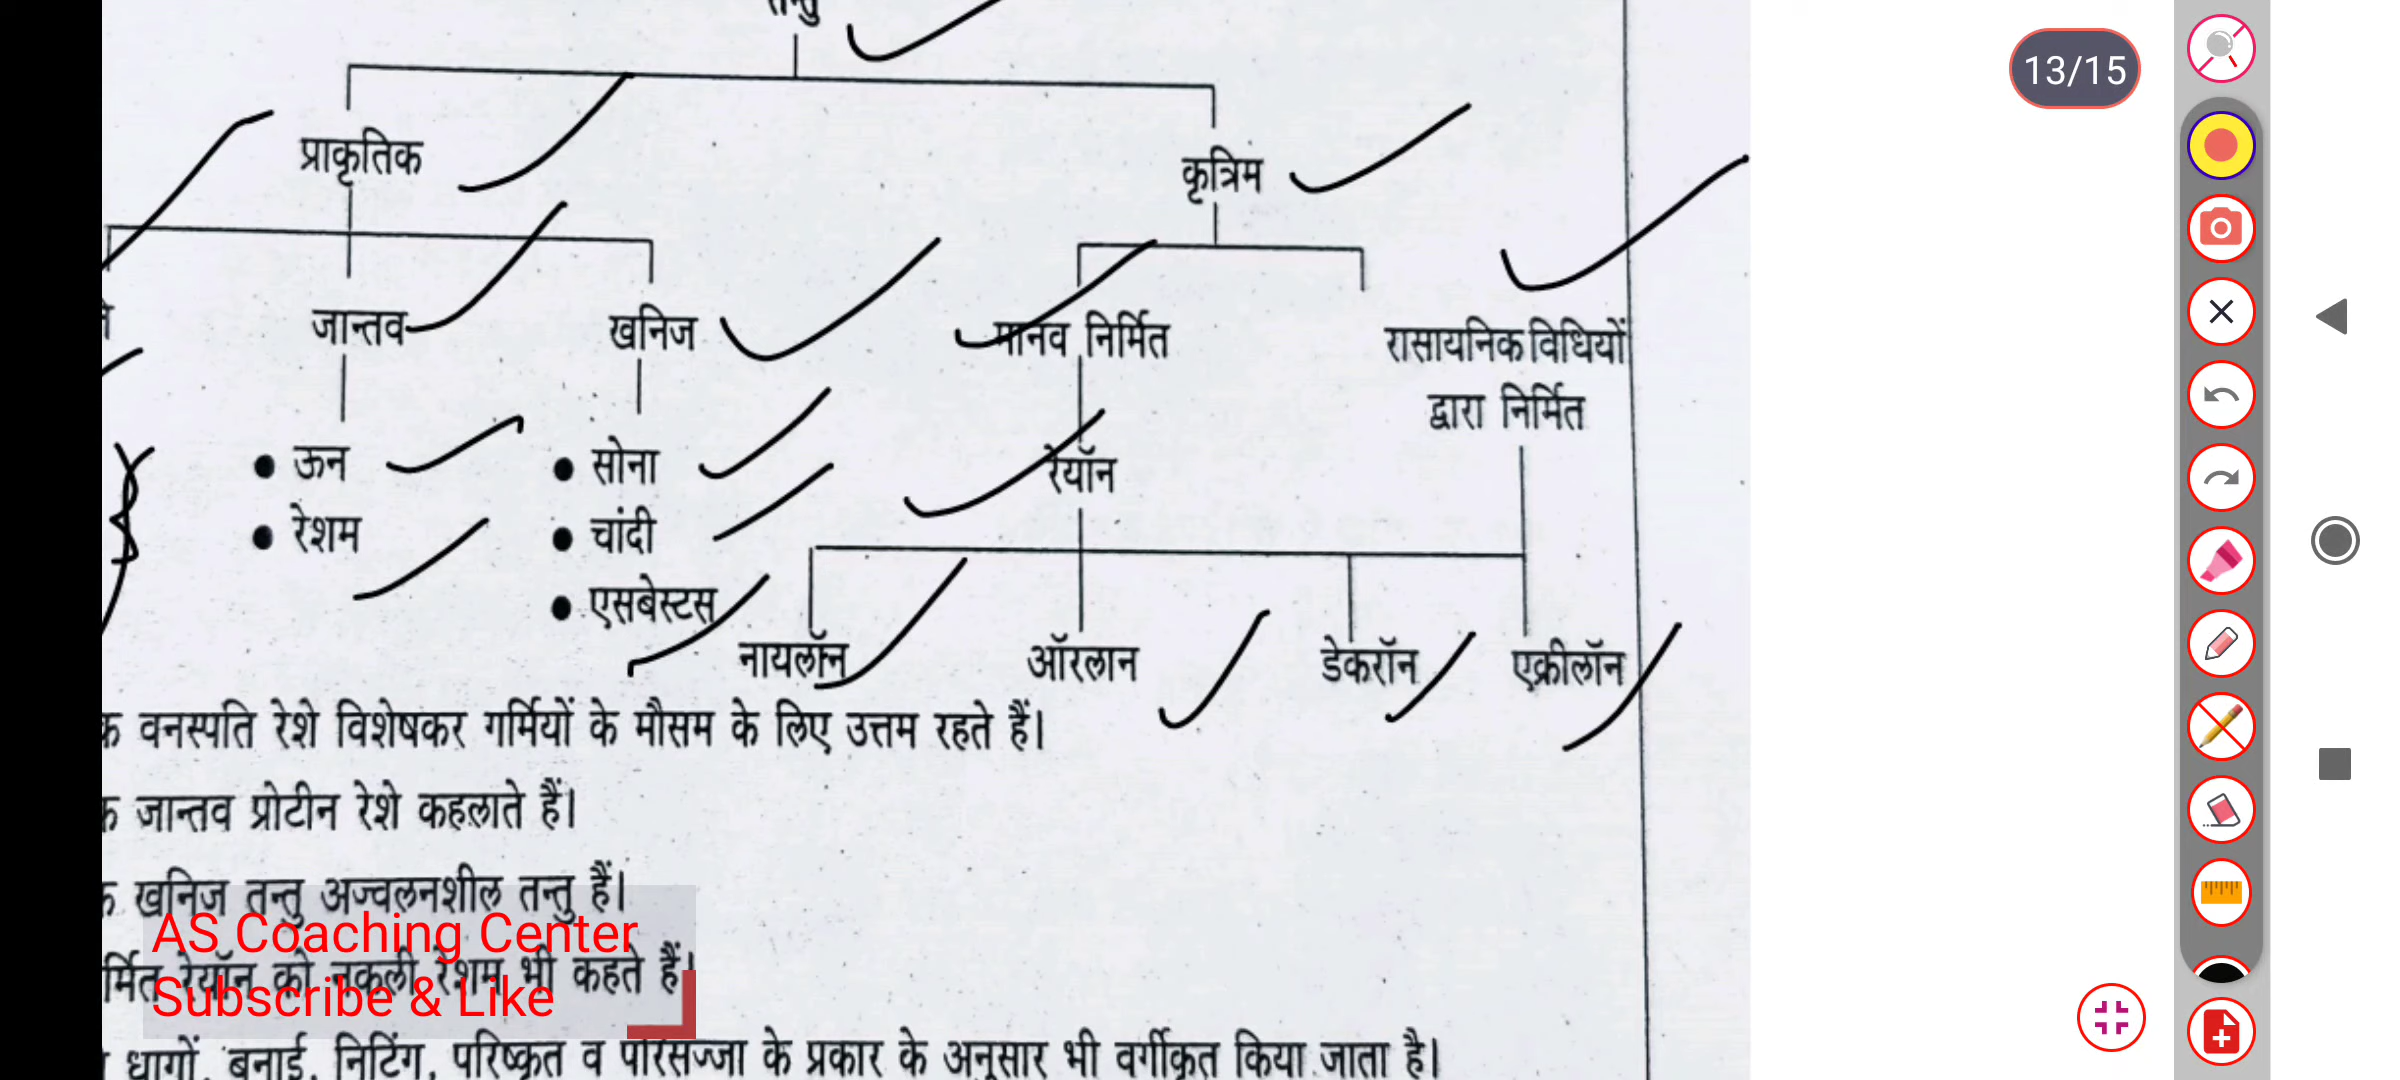 तन्तु
13/15
प्राकृतिक
कृत्रिम
जान्तव खनिज मानव निर्मित रासायनिक विधियों
द्वारा निर्मित
• ऊन • सोना रेयॉन
• रेशम • चांदी
• एसबेस्टस
नायलॉन ऑरलान डेकरॉन एक्रीलॉन
वनस्पति रेशे विशेषकर गर्मियों के मौसम के लिए उत्तम रहते हैं।
जान्तव प्रोटीन रेशे कहलाते हैं।
खनिज तन्तु अज्वलनशील तन्तु हैं।
AS Coaching Center
रेयॉन को नकली रेशम भी कहते हैं।
Subscribe & Like
धागों, बुनाई, निटिंग, परिष्कृत व परिसज्जा के प्रकार के अनुसार भी वर्गीकृत किया जाता है।